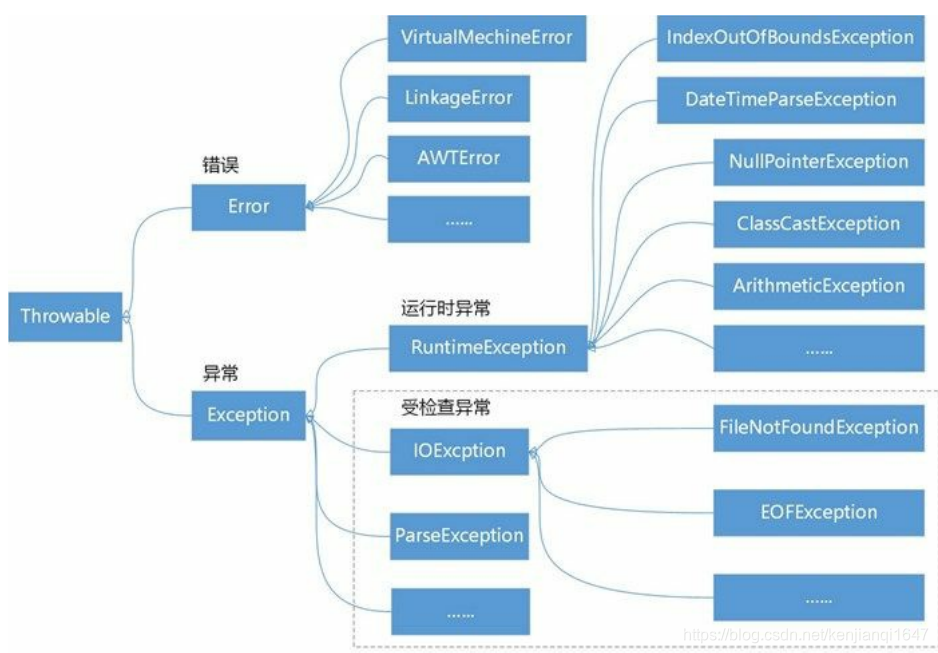 VirtualMechineError
IndexOutOfBoundsException
LinkageError
DateTimeParseException
AWTError
NullPointerException
错误
Error
……
ClassCastException
ArithmeticException
Throwable
运行时异常
RuntimeException
……
异常
Exception
受检查异常
IOExcption
FileNotFoundException
ParseException
EOFException
……
……
https://blog.csdn.net/kenjianqi1647